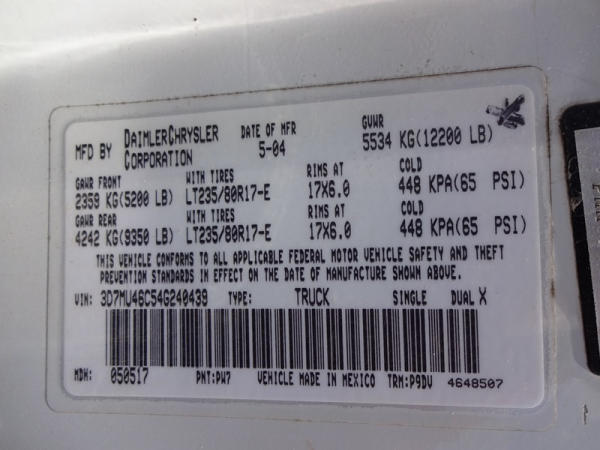 MFD BY DAIMLERCHRYSLER CORPORATION DATE OF MFR 5-04 GVWR 5534 KG(12200 LB)
GAWR FRONT WITH TIRES RIMS AT COLD
2359 KG(5200 LB) LT235/80R17-E 17X6.0 448 KPA(65 PSI)
GAWR REAR WITH TIRES RIMS AT COLD
4242 KG(9350 LB) LT235/80R17-E 17X6.0 448 KPA(65 PSI)
THIS VEHICLE CONFORMS TO ALL APPLICABLE FEDERAL MOTOR VEHICLE SAFETY AND THEFT
PREVENTION STANDARDS IN EFFECT ON THE DATE OF MANUFACTURE SHOWN ABOVE.
VIN: 3D7MU46C54G240439 TYPE: TRUCK SINGLE DUAL X
MDH: 050517 PNT:PW7 VEHICLE MADE IN MEXICO TRM:P9DV 4648507